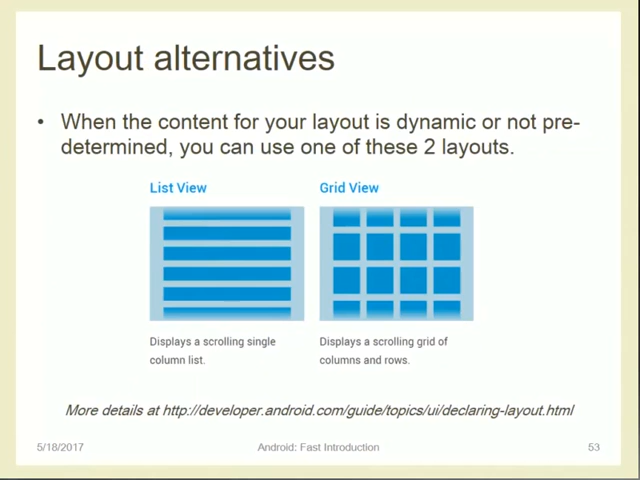 Layout alternatives
• When the content for your layout is dynamic or not pre-
determined, you can use one of these 2 layouts.
List View
Grid View
Displays a scrolling single
column list.
Displays a scrolling grid of
columns and rows.
More details at http://developer.android.com/guide/topics/ui/declaring-layout.html
5/18/2017
Android: Fast Introduction
53